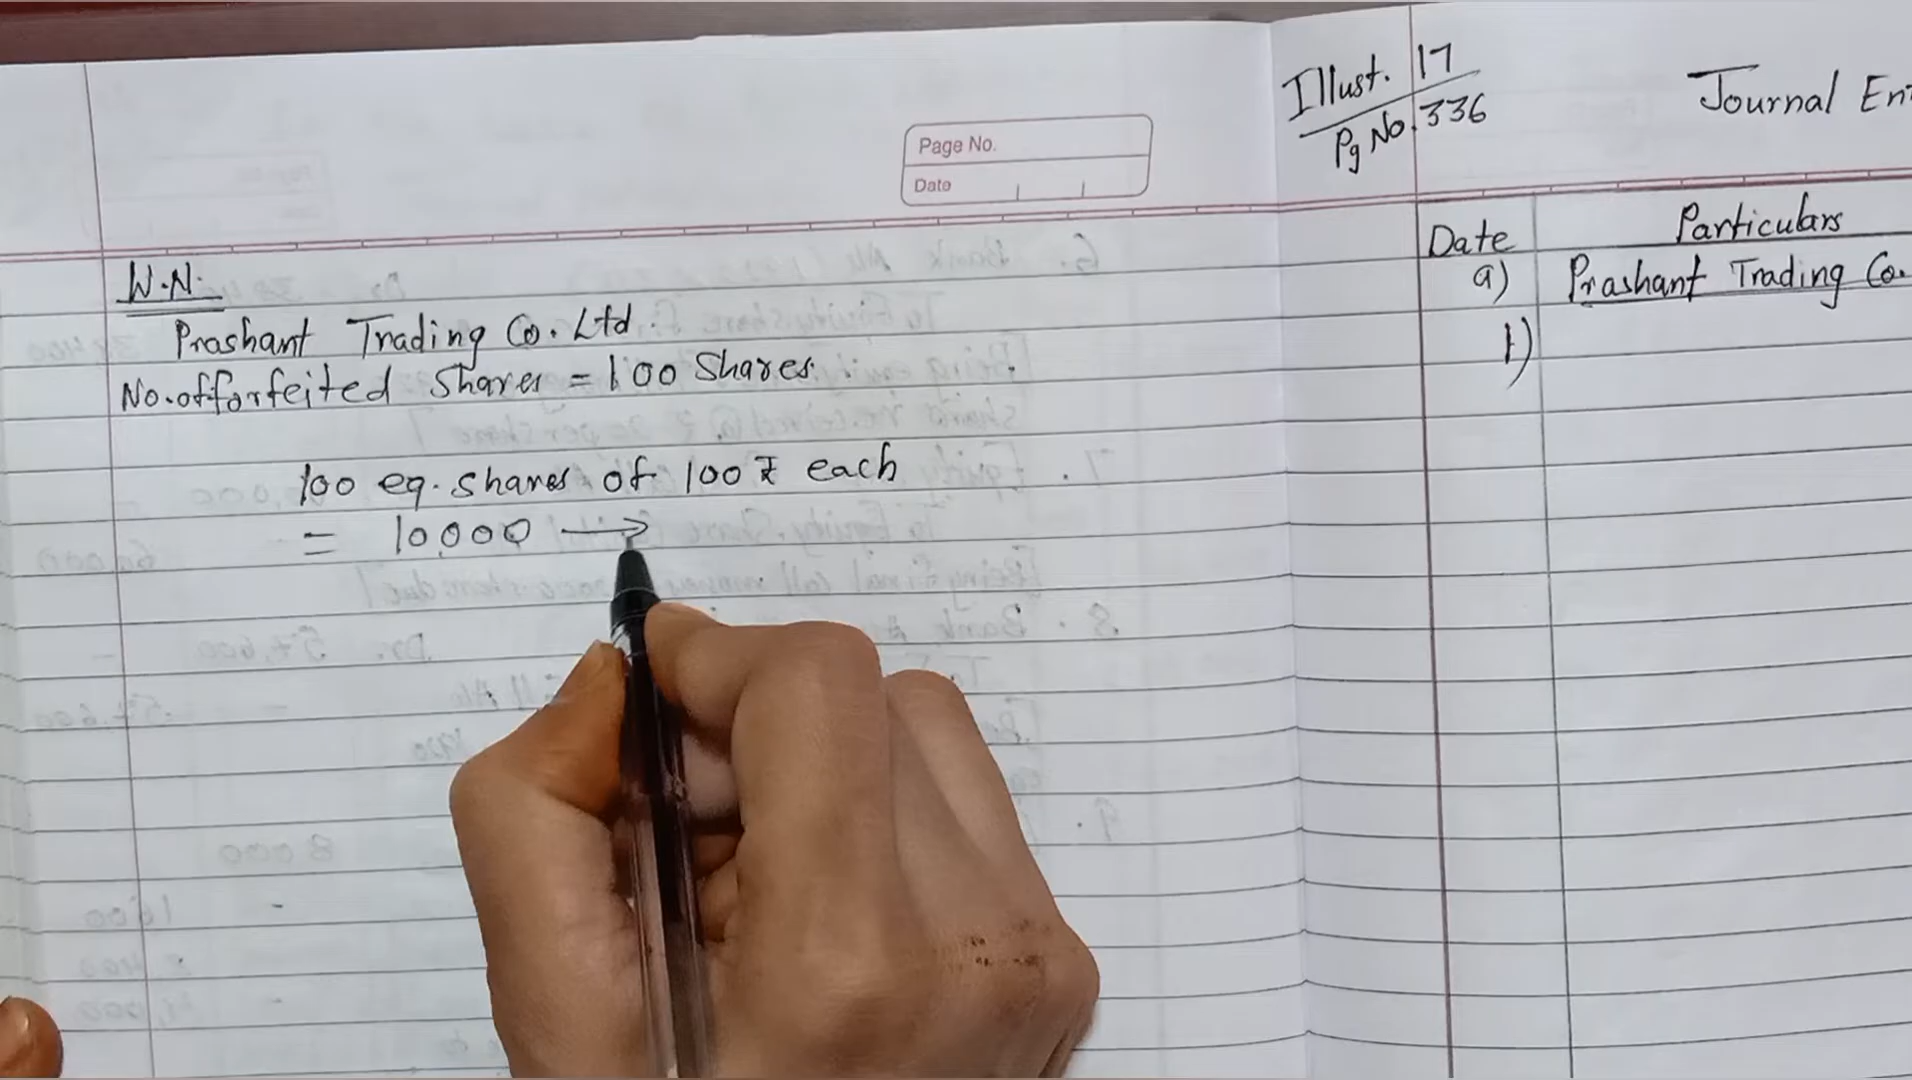 Page No.
Date
W.N.
Prashant Trading Co. Ltd.
No. of forfeited Shares = 100 Shares.
100 eq. shares of 100 ₹ each
= 10,000 →
Illust. 17
Pg No. 336
Journal En
Date Particulars
a) Prashant Trading Co.
1)